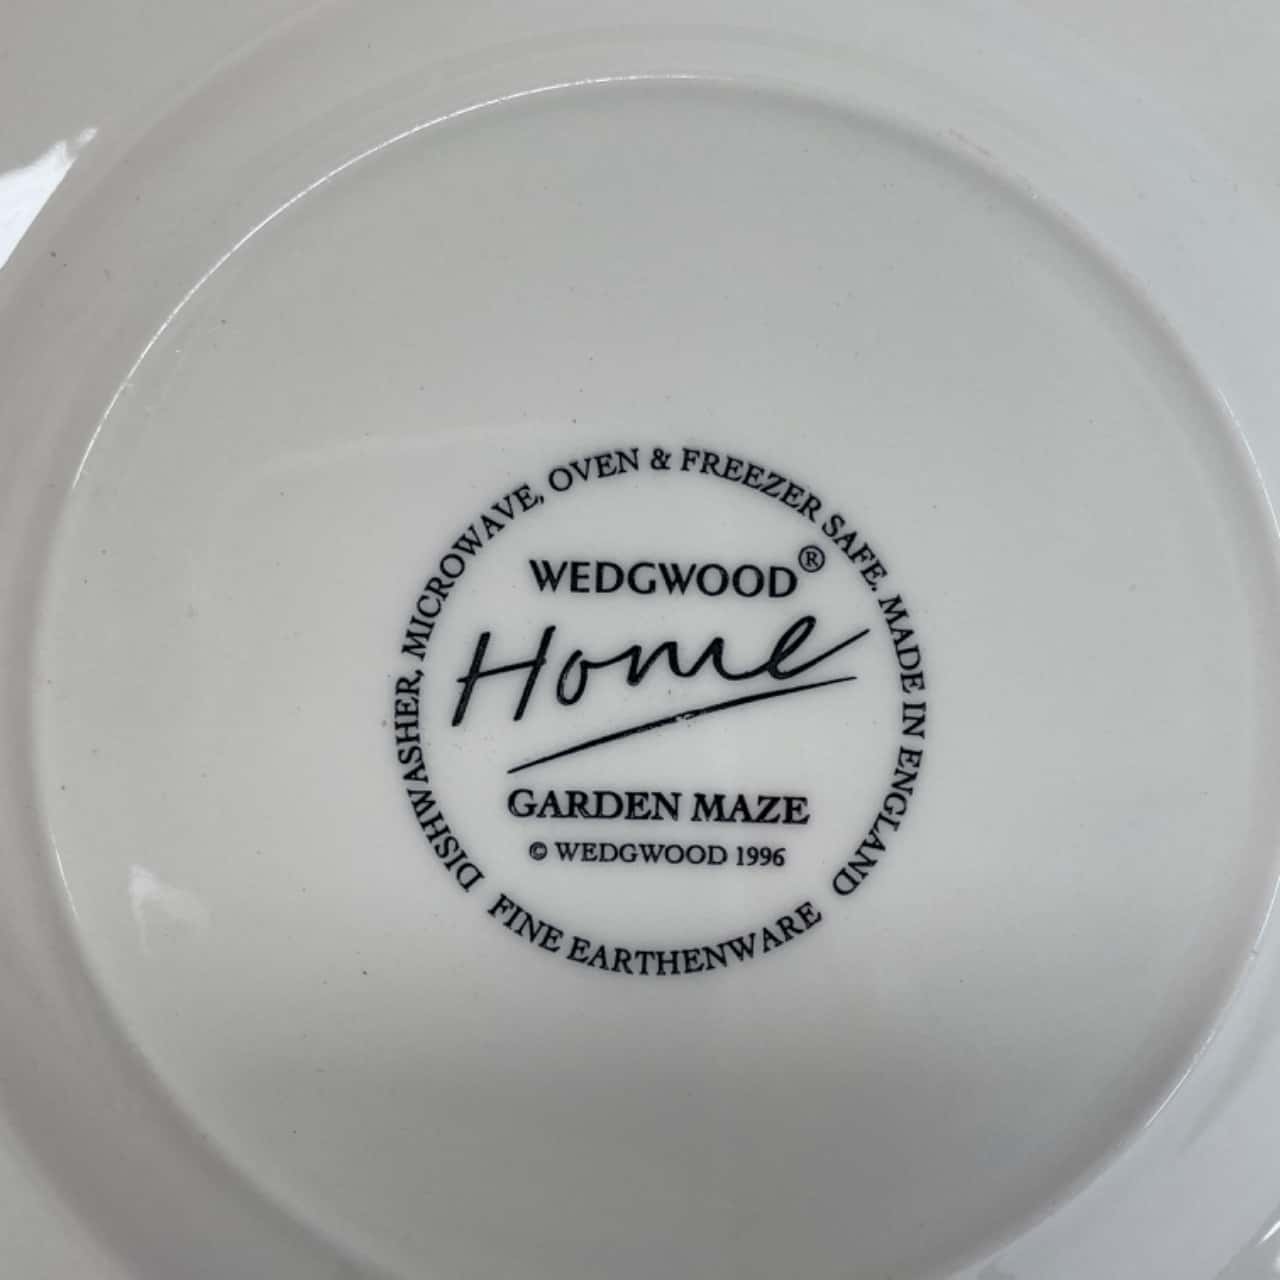 DISHWASHER, MICROWAVE, OVEN & FREEZER SAFE. MADE IN ENGLAND
WEDGWOOD®
Home
GARDEN MAZE
© WEDGWOOD 1996
FINE EARTHENWARE